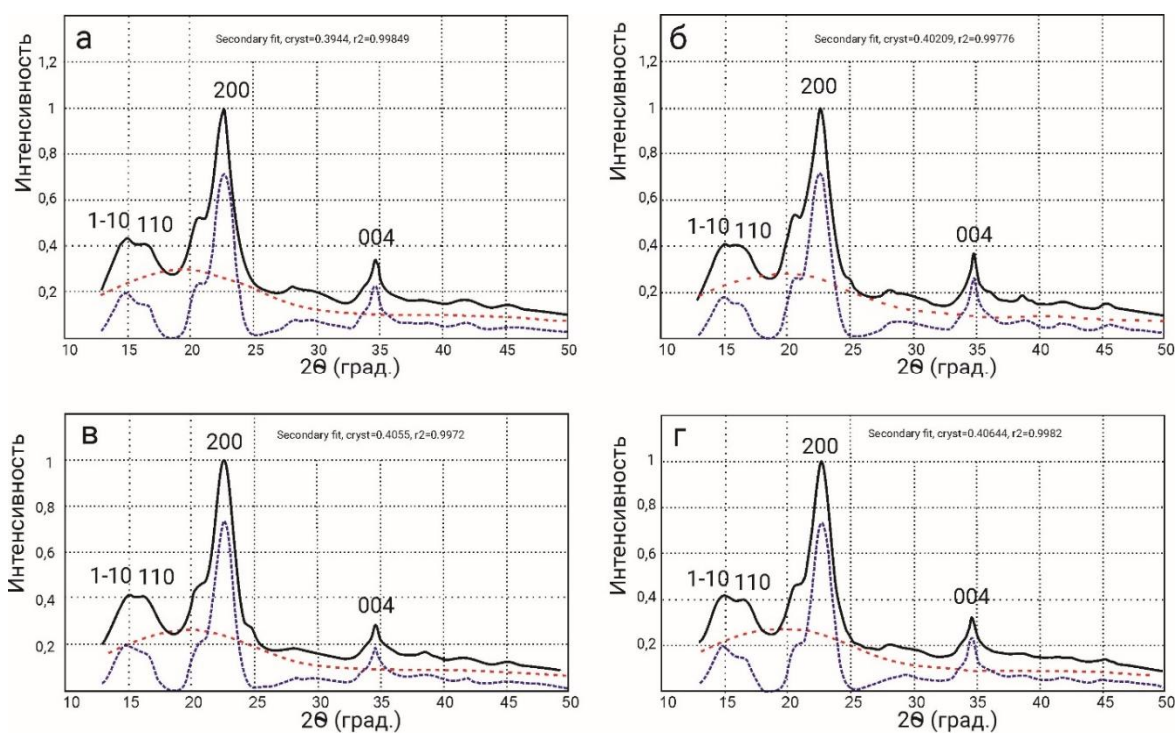 а
Secondary fit, cryst=0.3944, r2=0.99849
Интенсивность
1,2
1
0,8
0,6
0,4
0,2
200
1-10 110
004
10 15 20 25 30 35 40 45 50
2Θ (град.)
б
Secondary fit, cryst=0.40209, r2=0.99776
Интенсивность
1,2
1
0,8
0,6
0,4
0,2
200
1-10 110
004
10 15 20 25 30 35 40 45 50
2Θ (град.)
в
Secondary fit, cryst=0.4055, r2=0.9972
Интенсивность
1
0,8
0,6
0,4
0,2
200
1-10 110
004
10 15 20 25 30 35 40 45 50
2Θ (град.)
г
Secondary fit, cryst=0.40644, r2=0.9982
Интенсивность
1
0,8
0,6
0,4
0,2
200
1-10 110
004
10 15 20 25 30 35 40 45 50
2Θ (град.)